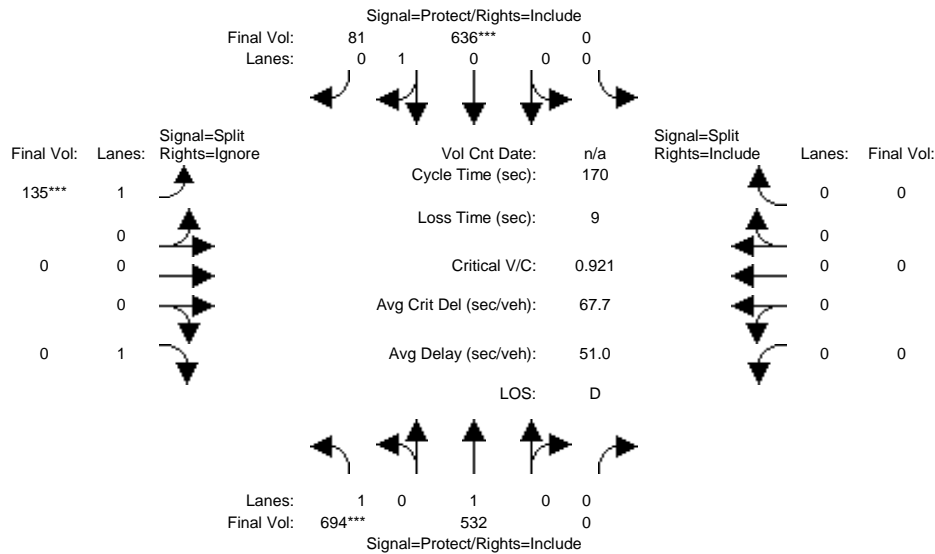 Signal=Protect/Rights=Include
Final Vol: 81 636*** 0
Lanes: 0 1 0 0 0
Signal=Split
Final Vol: Lanes: Rights=Ignore
Vol Cnt Date: n/a
Signal=Split
Rights=Include Lanes: Final Vol:
Cycle Time (sec): 170
135*** 1
0 0
Loss Time (sec): 9
0
0
0 0
Critical V/C: 0.921
0 0
0
Avg Crit Del (sec/veh): 67.7
0
0 1
Avg Delay (sec/veh): 51.0
0 0
LOS: D
Lanes: 1 0 1 0 0
Final Vol: 694*** 532 0
Signal=Protect/Rights=Include